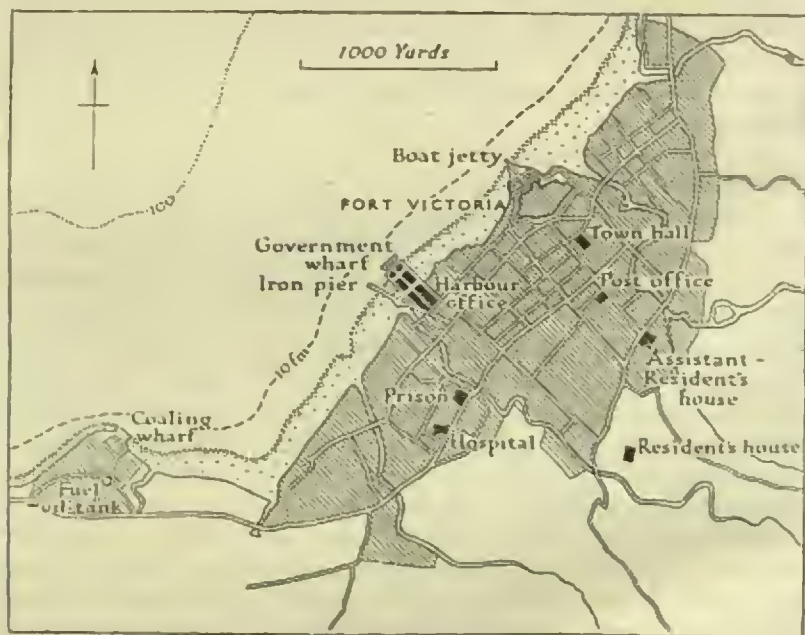 1000 Yards
100
Boat jetty
FORT VICTORIA
Government
wharf
Iron pier
Harbour
office
Town hall
Post office
10fm
Assistant -
Resident's
house
Prison
Hospital
Resident's house
Coaling
wharf
Fuel
oil-tank